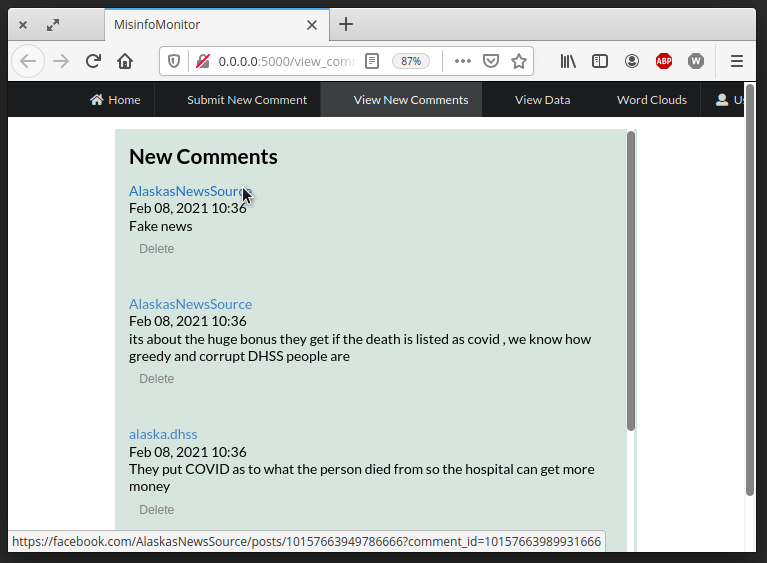 MisinfoMonitor
0.0.0.0:5000/view_com
87%
ABP
W
Home
Submit New Comment
View New Comments
View Data
Word Clouds
New Comments
AlaskasNewsSource
Feb 08, 2021 10:36
Fake news
Delete
AlaskasNewsSource
Feb 08, 2021 10:36
its about the huge bonus they get if the death is listed as covid , we know how
greedy and corrupt DHSS people are
Delete
alaska.dhss
Feb 08, 2021 10:36
They put COVID as to what the person died from so the hospital can get more
money
Delete
https://facebook.com/AlaskasNewsSource/posts/10157663949786666?comment_id=10157663989931666